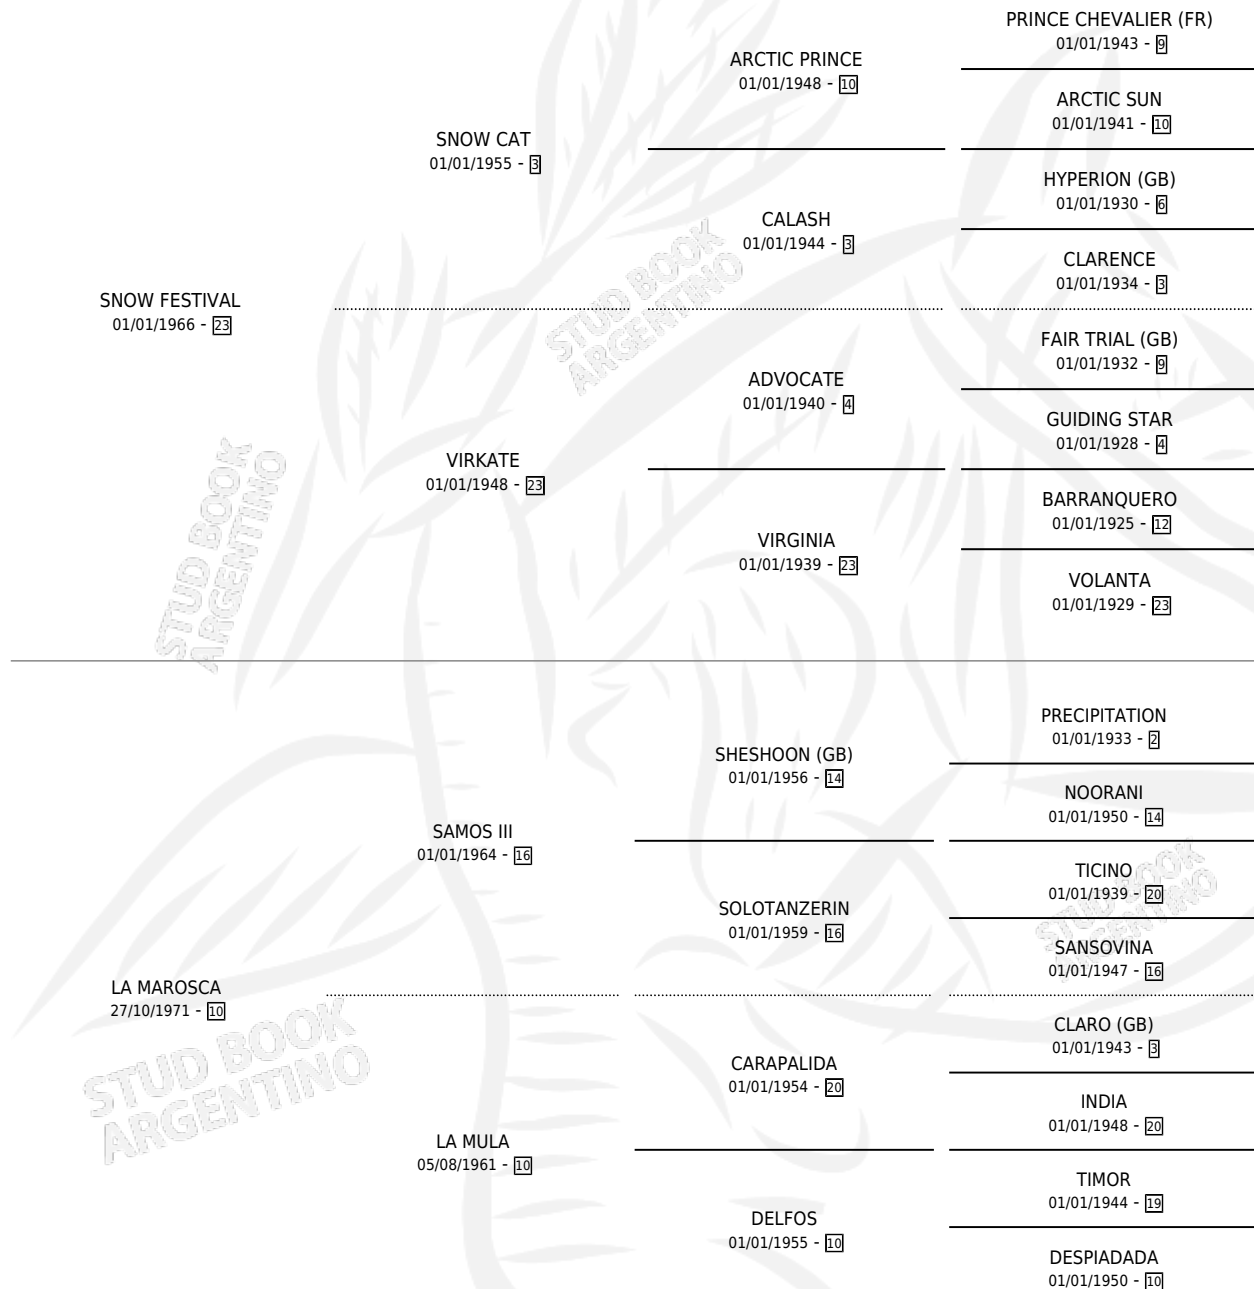 PRINCE CHEVALIER (FR)
01/01/1943 - 9
ARCTIC PRINCE
01/01/1948 - 10
ARCTIC SUN
01/01/1941 - 10
SNOW CAT
01/01/1955 - 3
HYPERION (GB)
01/01/1930 - 6
CALASH
01/01/1944 - 3
CLARENCE
01/01/1934 - 3
SNOW FESTIVAL
01/01/1966 - 23
FAIR TRIAL (GB)
01/01/1932 - 9
ADVOCATE
01/01/1940 - 4
GUIDING STAR
01/01/1928 - 4
VIRKATE
01/01/1948 - 23
BARRANQUERO
01/01/1925 - 12
VIRGINIA
01/01/1939 - 23
VOLANTA
01/01/1929 - 23
PRECIPITATION
01/01/1933 - 2
SHESHOON (GB)
01/01/1956 - 14
NOORANI
01/01/1950 - 14
SAMOS III
01/01/1964 - 16
TICINO
01/01/1939 - 20
SOLOTANZERIN
01/01/1959 - 16
SANSOVINA
01/01/1947 - 16
LA MAROSCA
27/10/1971 - 10
CLARO (GB)
01/01/1943 - 3
CARAPALIDA
01/01/1954 - 20
INDIA
01/01/1948 - 20
LA MULA
05/08/1961 - 10
TIMOR
01/01/1944 - 19
DELFOS
01/01/1955 - 10
DESPIADADA
01/01/1950 - 10
STUD BOOK
ARGENTINO
STUD BOOK
ARGENTINO
STUD BOOK
ARGENTINO
STUD BOOK
ARGENTINO